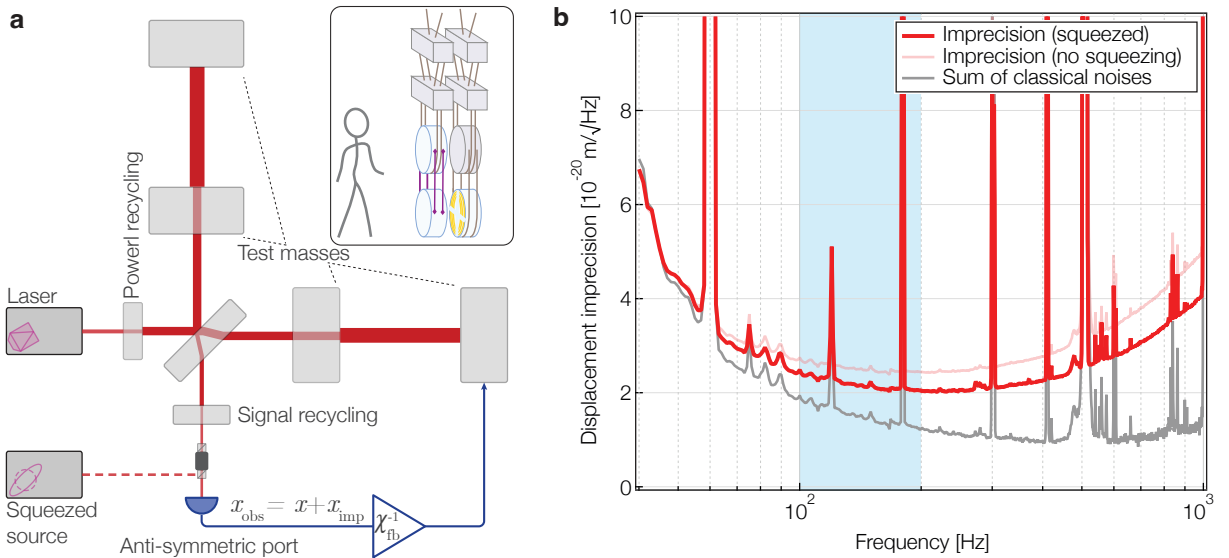 a
Powerl recycling
Test masses
Laser
Signal recycling
Squeezed
source
x_obs = x+x_imp
χ_fb^-1
Anti-symmetric port
b
Imprecision (squeezed)
Imprecision (no squeezing)
Sum of classical noises
Displacement imprecision [10^-20 m/√Hz]
10
8
6
4
2
0
10^2
10^3
Frequency [Hz]